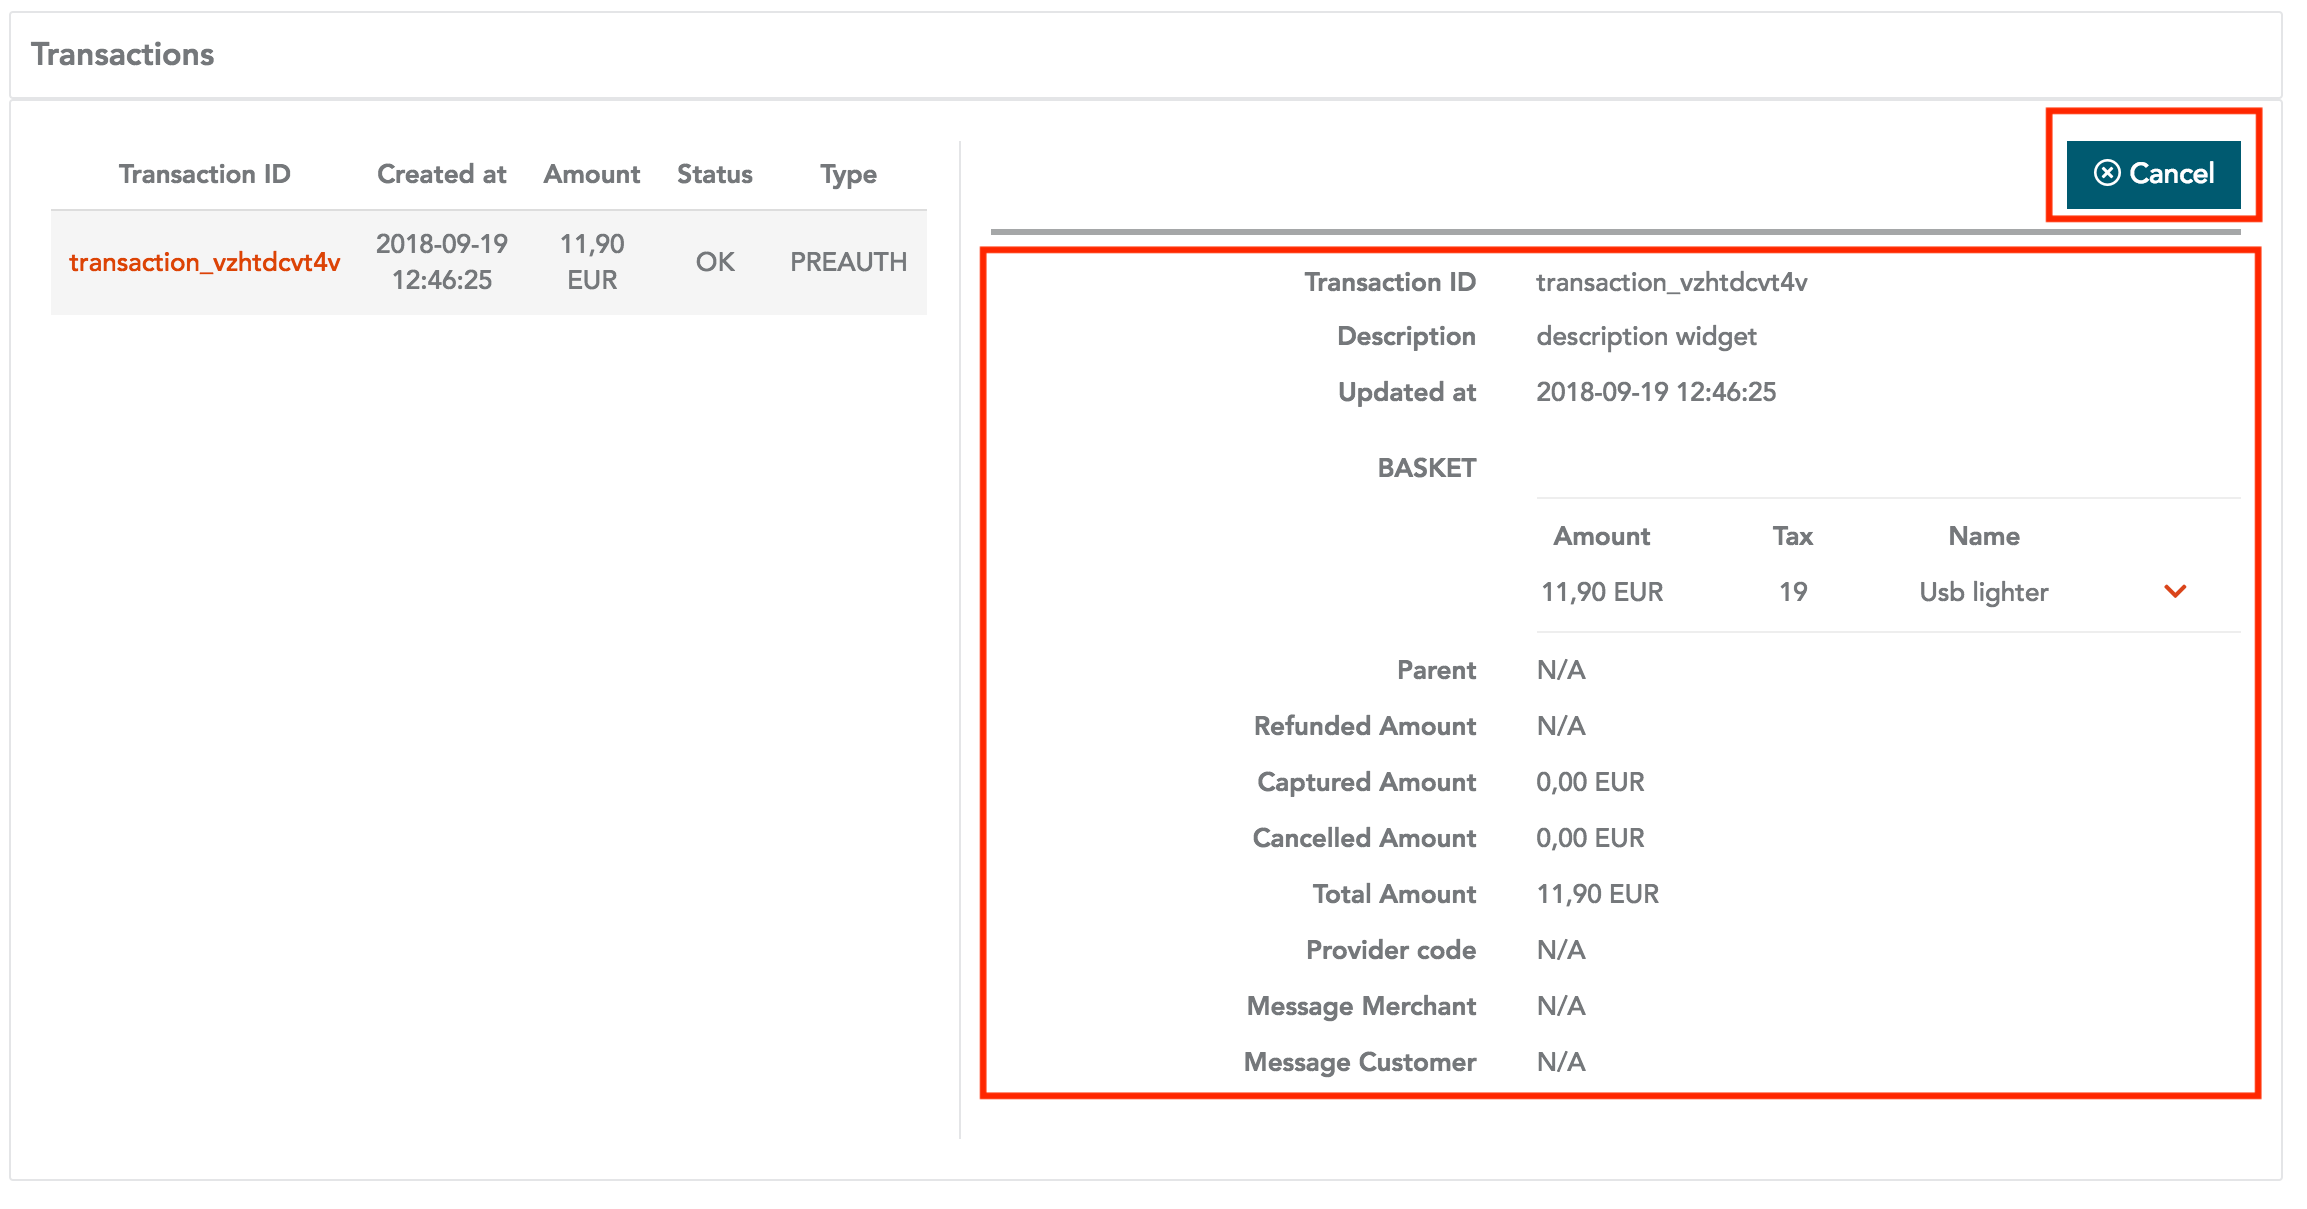 Transactions
Transaction ID Created at Amount Status Type
transaction_vzhtdcvt4v 2018-09-19 12:46:25 11,90 EUR OK PREAUTH
Cancel
Transaction ID transaction_vzhtdcvt4v
Description description widget
Updated at 2018-09-19 12:46:25
BASKET
Amount Tax Name
11,90 EUR 19 Usb lighter
Parent N/A
Refunded Amount N/A
Captured Amount 0,00 EUR
Cancelled Amount 0,00 EUR
Total Amount 11,90 EUR
Provider code N/A
Message Merchant N/A
Message Customer N/A